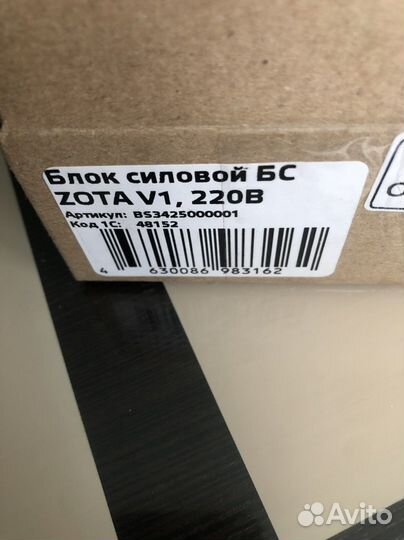 Блок силовой БС
ZOTA V1, 220В
Артикул: BS3425000001
Код 1С: 48152
4 630086 983162
Avito